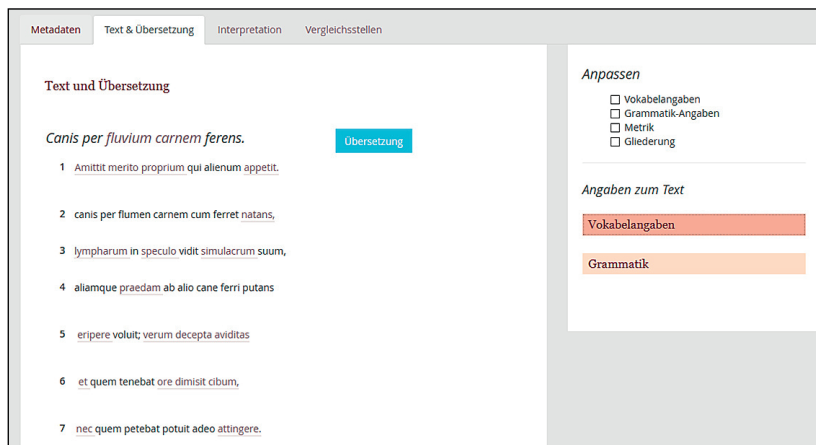 Metadaten
Text & Übersetzung
Interpretation
Vergleichsstellen
Text und Übersetzung
Canis per fluvium carnem ferens.
Übersetzung
1 Amittit merito proprium qui alienum appetit.
2 canis per flumen carnem cum ferret natans,
3 lympharum in speculo vidit simulacrum suum,
4 aliamque praedam ab alio cane ferri putans
5 eripere voluit; verum decepta aviditas
6 et quem tenebat ore dimisit cibum,
7 nec quem petebat potuit adeo attingere.
Anpassen
Vokabelangaben
Grammatik-Angaben
Metrik
Gliederung
Angaben zum Text
Vokabelangaben
Grammatik